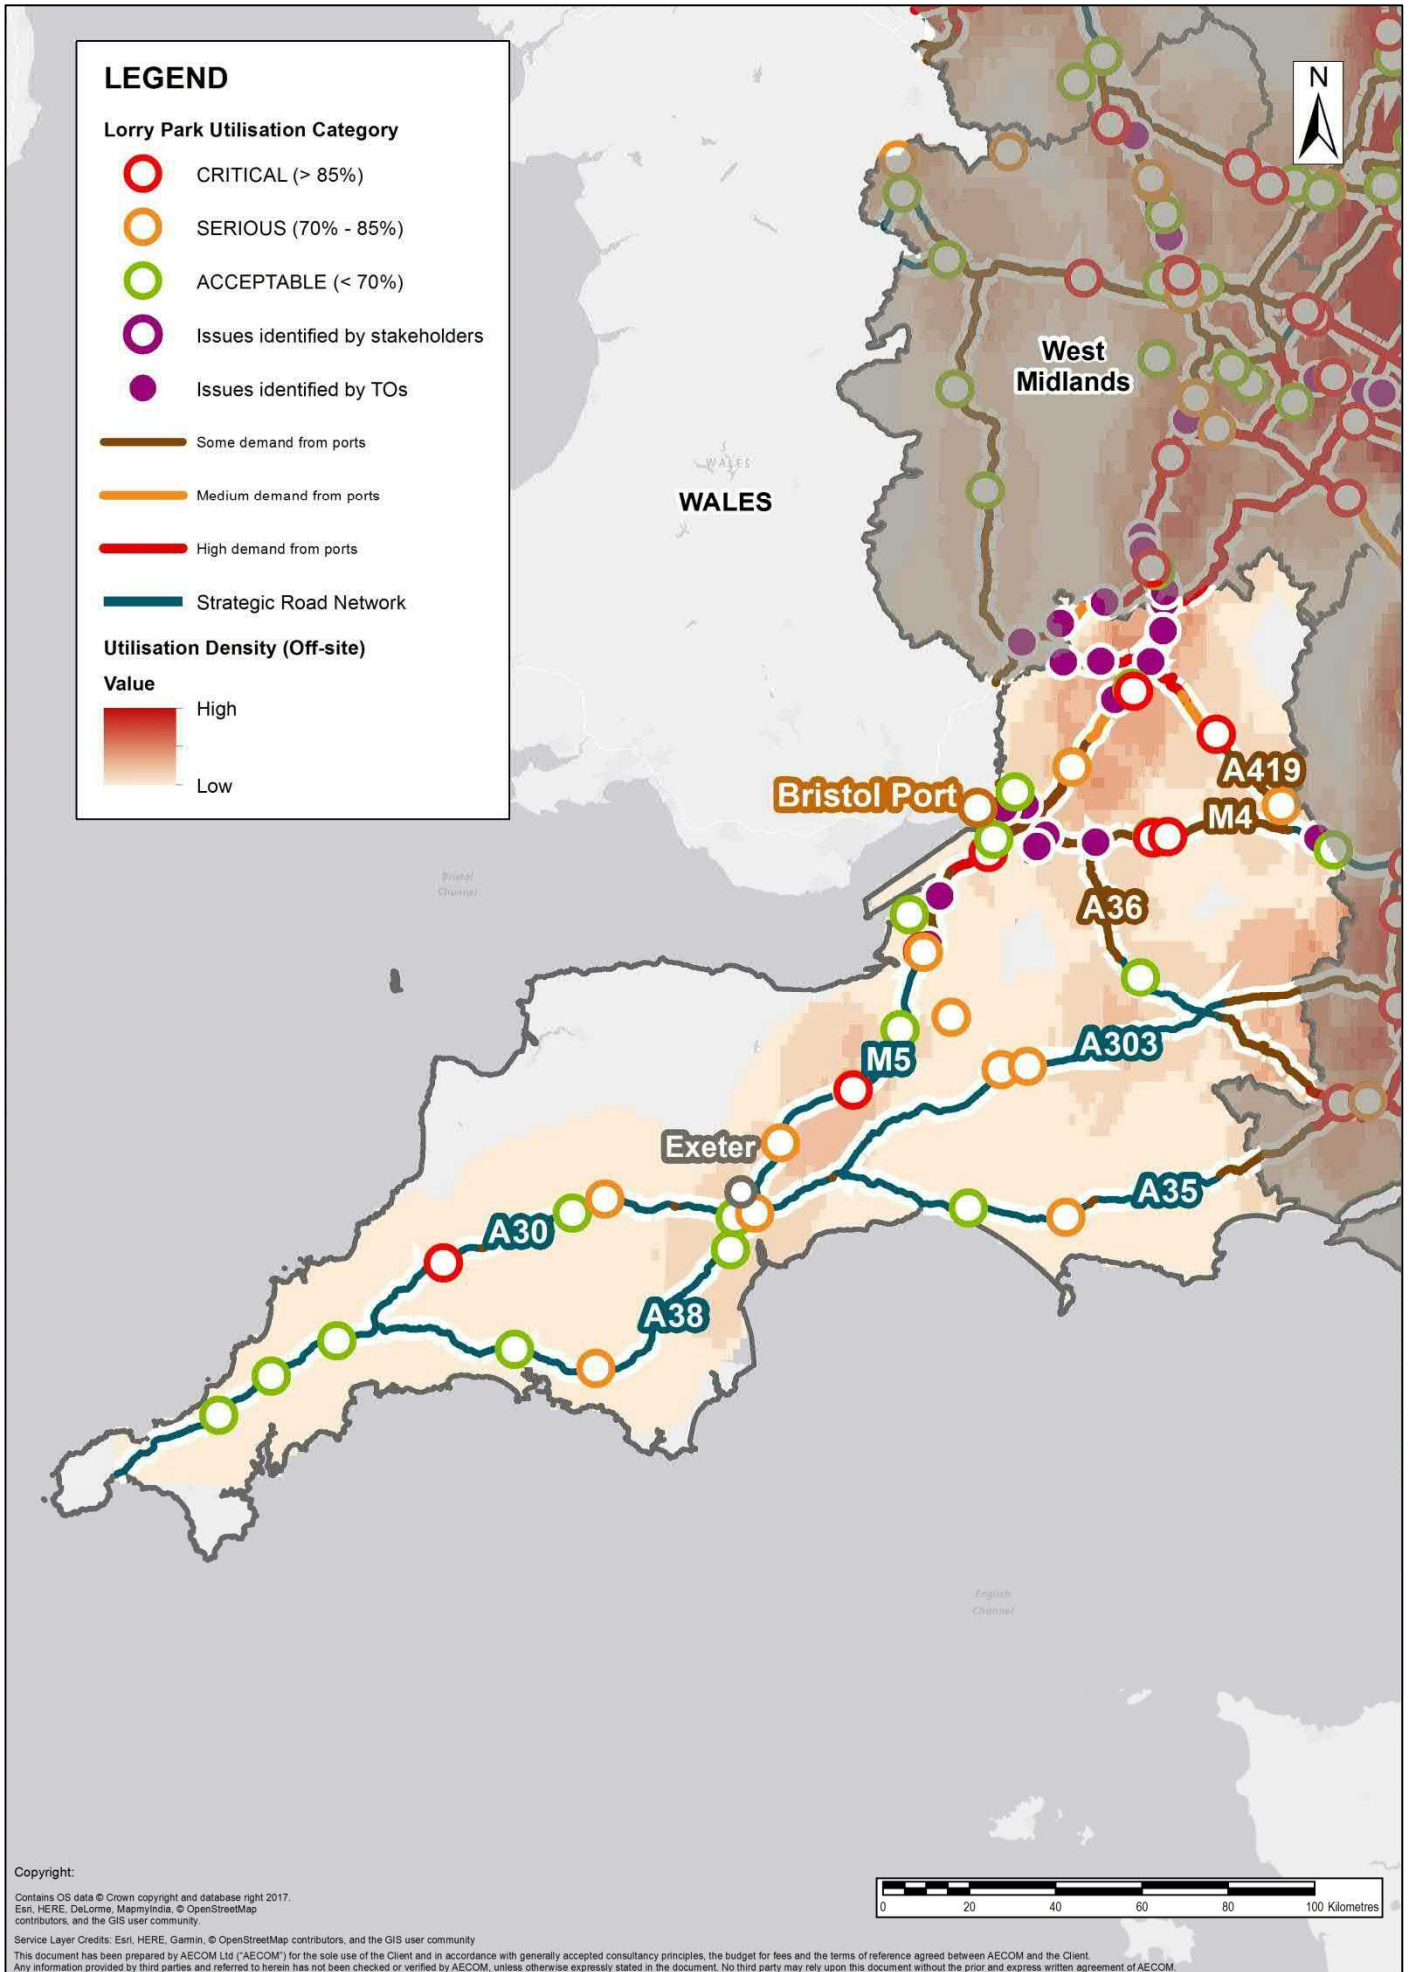 LEGEND
Lorry Park Utilisation Category
CRITICAL (> 85%)
SERIOUS (70% - 85%)
ACCEPTABLE (< 70%)
Issues identified by stakeholders
Issues identified by TOs
Some demand from ports
Medium demand from ports
High demand from ports
Strategic Road Network
Utilisation Density (Off-site)
Value
High
Low
N
West
Midlands
WALES
WALES
Bristol Port
A419
M4
A36
Bristol
Channel
A303
M5
Exeter
A35
A30
A38
English
Channel
Copyright:
Contains OS data © Crown copyright and database right 2017.
Esri, HERE, DeLorme, MapmyIndia, © OpenStreetMap
contributors, and the GIS user community.
0 20 40 60 80 100 Kilometres
Service Layer Credits: Esri, HERE, Garmin, © OpenStreetMap contributors, and the GIS user community
This document has been prepared by AECOM Ltd ("AECOM") for the sole use of the Client and in accordance with generally accepted consultancy principles, the budget for fees and the terms of reference agreed between AECOM and the Client.
Any information provided by third parties and referred to herein has not been checked or verified by AECOM, unless otherwise expressly stated in the document. No third party may rely upon this document without the prior and express written agreement of AECOM.